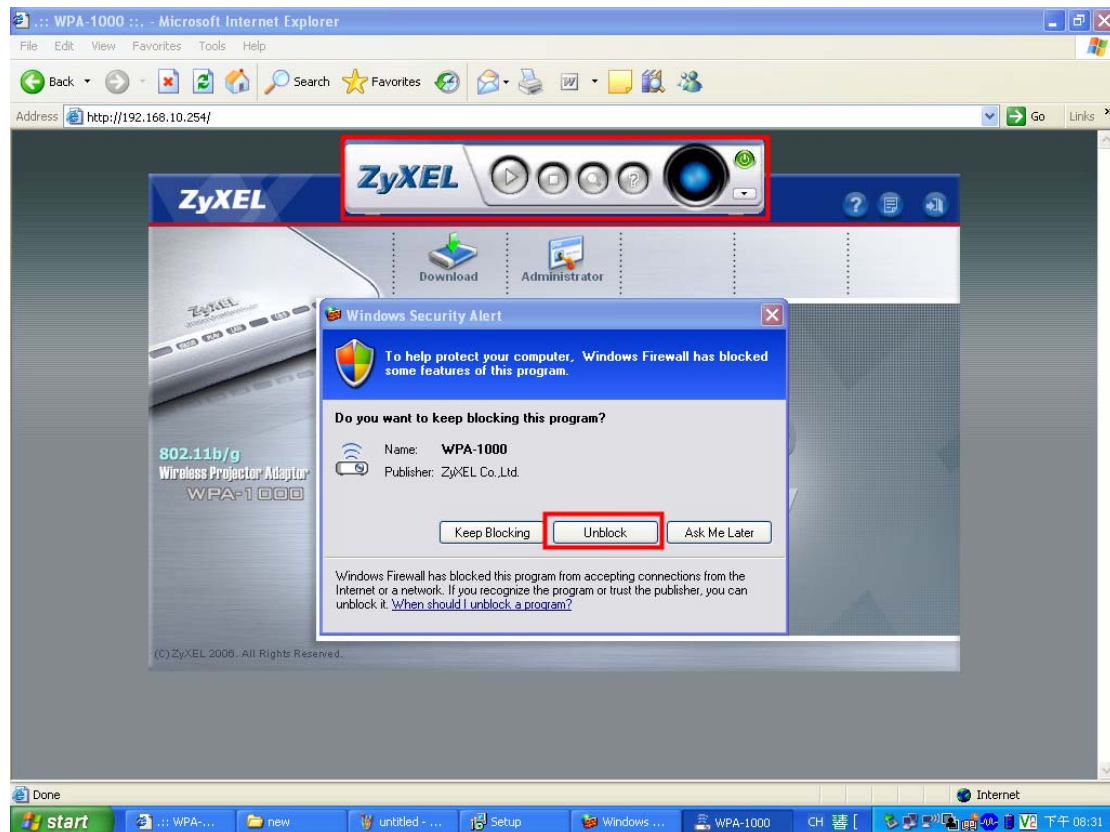 .:: WPA-1000 ::. - Microsoft Internet Explorer
File Edit View Favorites Tools Help
Back Search Favorites
Address http://192.168.10.254/ Go Links
ZyXEL
ZyXEL
Download Administrator
ZyXEL
802.11b/g
Wireless Projector Adaptor
WPA-1000
Windows Security Alert
To help protect your computer, Windows Firewall has blocked
some features of this program.
Do you want to keep blocking this program?
Name: WPA-1000
Publisher: ZyXEL Co.,Ltd.
Keep Blocking Unblock Ask Me Later
Windows Firewall has blocked this program from accepting connections from the
Internet or a network. If you recognize the program or trust the publisher, you can
unblock it. When should I unblock a program?
(C) ZyXEL 2006. All Rights Reserved.
Done Internet
start .:: WPA-... new untitled - ... Setup Windows ... WPA-1000 CH 下午 08:31